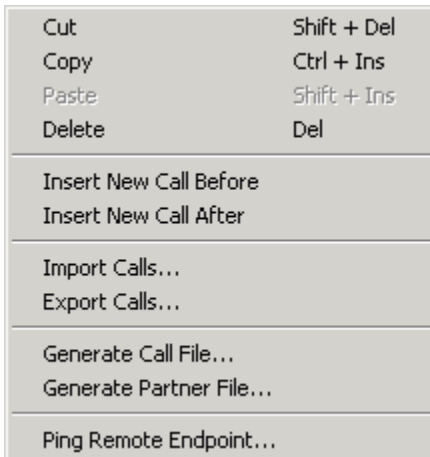 Cut Shift + Del
Copy Ctrl + Ins
Paste Shift + Ins
Delete Del
Insert New Call Before
Insert New Call After
Import Calls...
Export Calls...
Generate Call File...
Generate Partner File...
Ping Remote Endpoint...